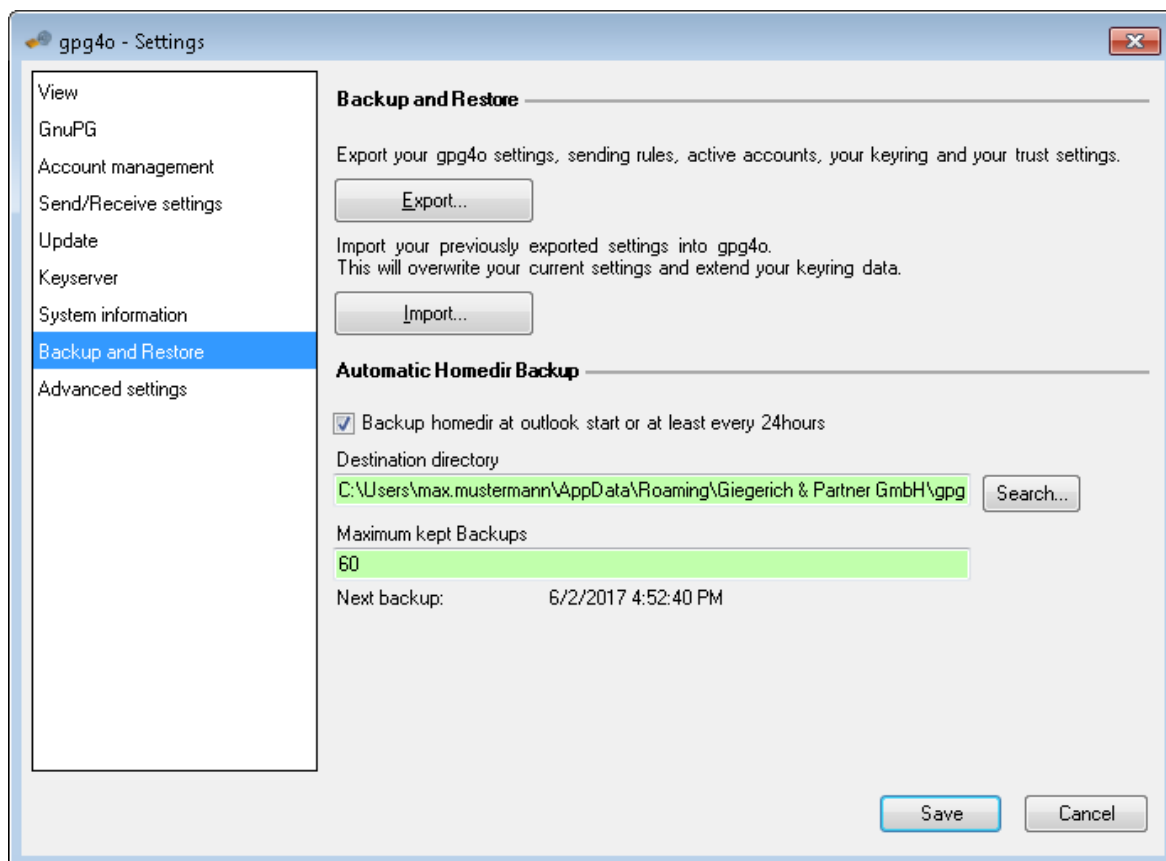 gpg4o - Settings
View
GnuPG
Account management
Send/Receive settings
Update
Keyserver
System information
Backup and Restore
Advanced settings
Backup and Restore
Export your gpg4o settings, sending rules, active accounts, your keyring and your trust settings.
Export...
Import your previously exported settings into gpg4o.
This will overwrite your current settings and extend your keyring data.
Import...
Automatic Homedir Backup
Backup homedir at outlook start or at least every 24hours
Destination directory
C:\Users\max.mustermann\AppData\Roaming\Giegerich & Partner GmbH\gpg
Search...
Maximum kept Backups
60
Next backup: 6/2/2017 4:52:40 PM
Save Cancel